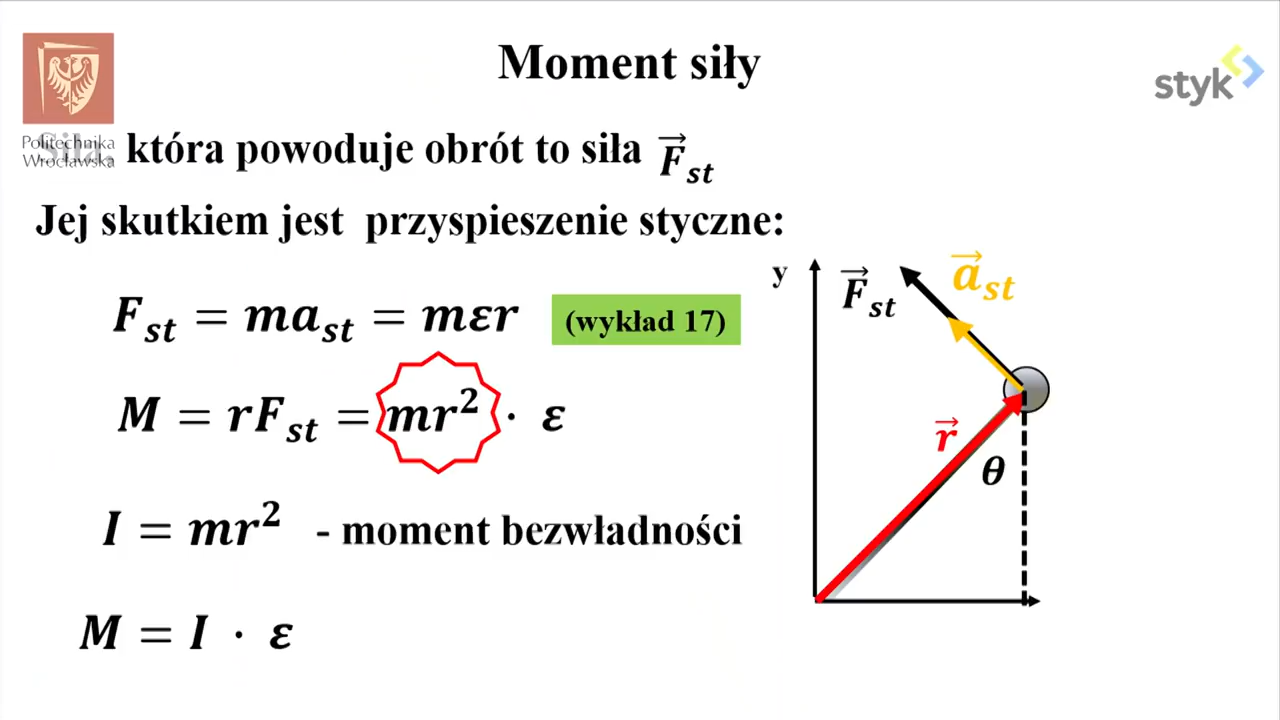 Moment siły
styk
Politechnika
Wrocławska
Siła, która powoduje obrót to siła F⃗st
Jej skutkiem jest przyspieszenie styczne:
Fst = mast = mεr (wykład 17)
M = rFst = mr² · ε
I = mr² - moment bezwładności
M = I · ε
y
F⃗st
a⃗st
r⃗
θ